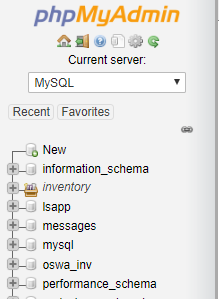 phpMyAdmin
Current server:
MySQL
Recent Favorites
New
information_schema
inventory
lsapp
messages
mysql
oswa_inv
performance_schema